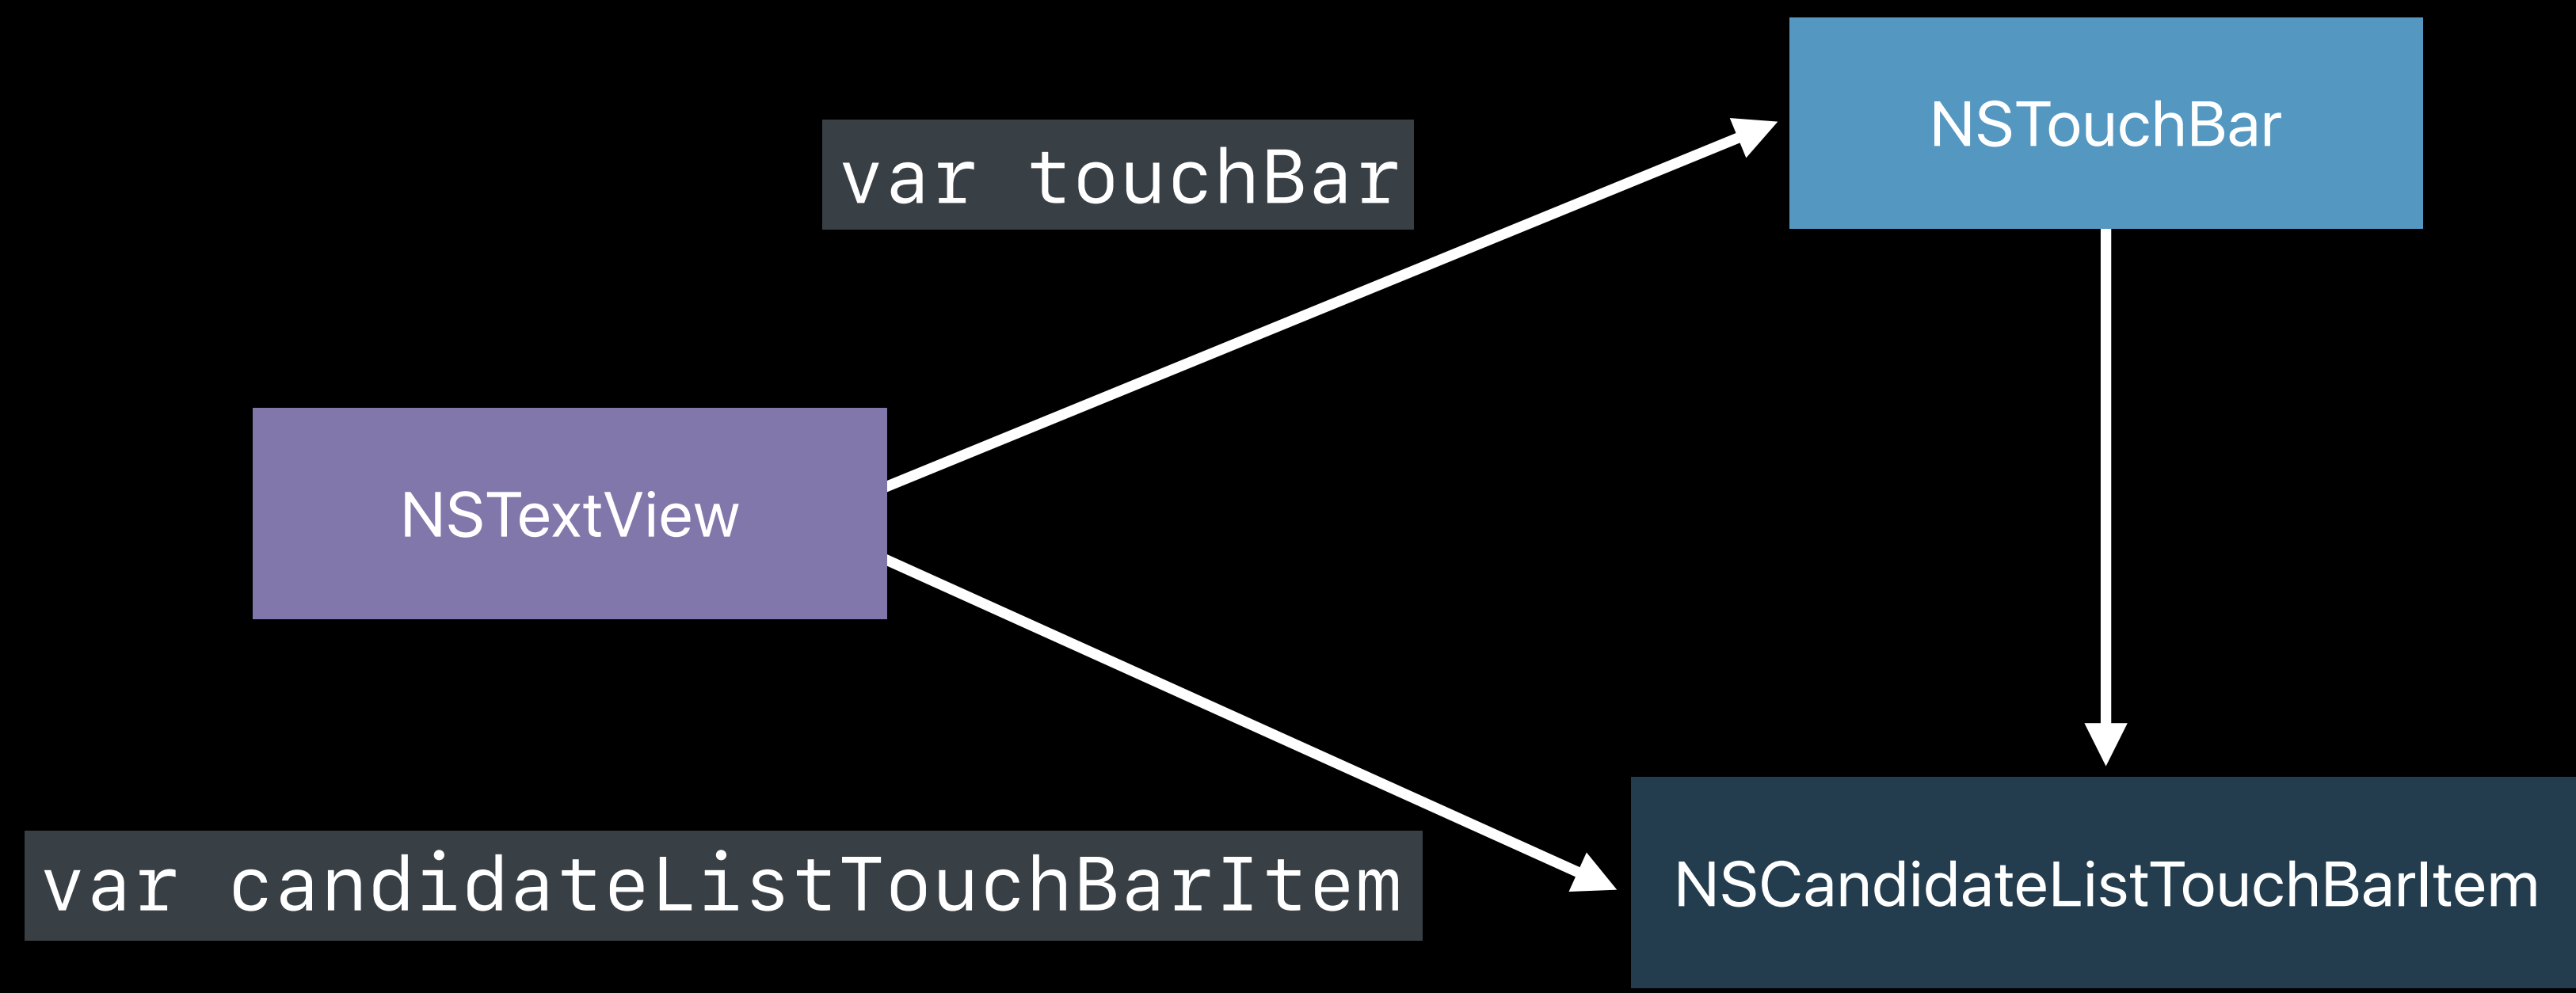 NSTouchBar
var touchBar
NSTextView
var candidateListTouchBarItem
NSCandidateListTouchBarItem